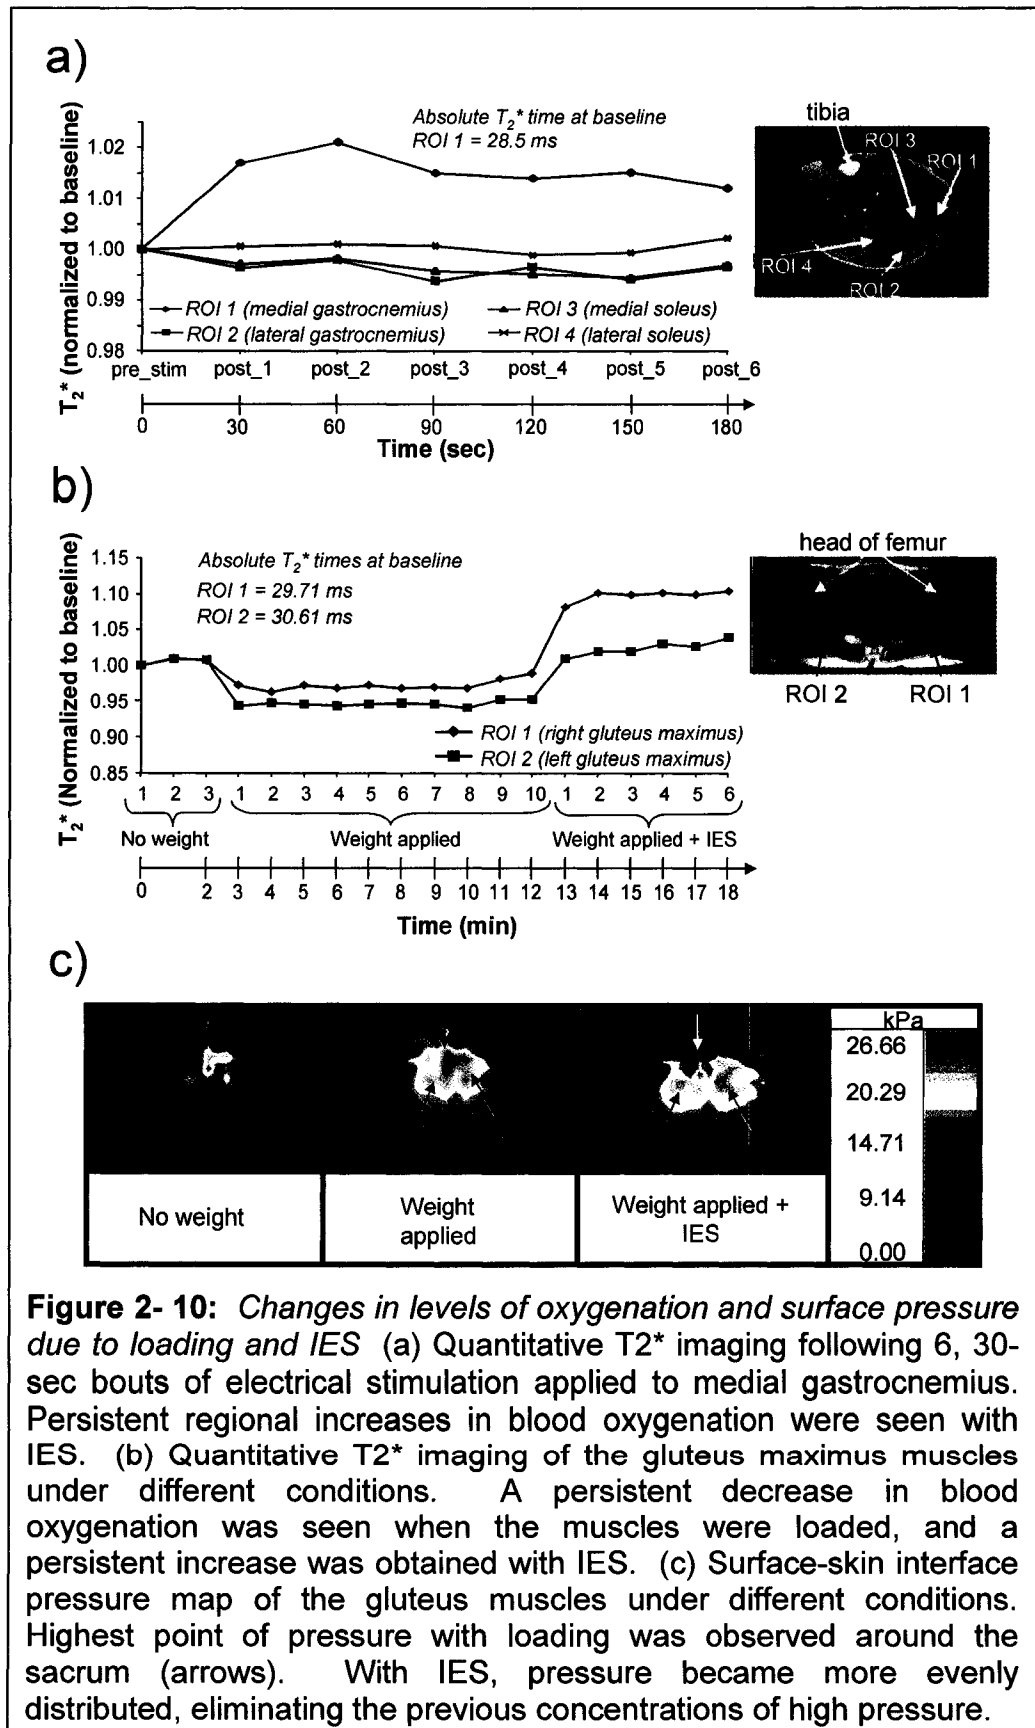 a)
T2* (normalized to baseline)
1.02
1.01
1.00
0.99
0.98
Absolute T2* time at baseline
ROI 1 = 28.5 ms
ROI 1 (medial gastrocnemius)
ROI 2 (lateral gastrocnemius)
ROI 3 (medial soleus)
ROI 4 (lateral soleus)
pre_stim post_1 post_2 post_3 post_4 post_5 post_6
0 30 60 90 120 150 180
Time (sec)
tibia
ROI 3
ROI 1
ROI 4
ROI 2
b)
T2* (Normalized to baseline)
1.15
1.10
1.05
1.00
0.95
0.90
0.85
Absolute T2* times at baseline
ROI 1 = 29.71 ms
ROI 2 = 30.61 ms
ROI 1 (right gluteus maximus)
ROI 2 (left gluteus maximus)
1 2 3 1 2 3 4 5 6 7 8 9 10 1 2 3 4 5 6
No weight Weight applied Weight applied + IES
0 2 3 4 5 6 7 8 9 10 11 12 13 14 15 16 17 18
Time (min)
head of femur
ROI 2 ROI 1
c)
No weight
Weight
applied
Weight applied +
IES
kPa
26.66
20.29
14.71
9.14
0.00
Figure 2- 10: Changes in levels of oxygenation and surface pressure
due to loading and IES (a) Quantitative T2* imaging following 6, 30-
sec bouts of electrical stimulation applied to medial gastrocnemius.
Persistent regional increases in blood oxygenation were seen with
IES. (b) Quantitative T2* imaging of the gluteus maximus muscles
under different conditions. A persistent decrease in blood
oxygenation was seen when the muscles were loaded, and a
persistent increase was obtained with IES. (c) Surface-skin interface
pressure map of the gluteus muscles under different conditions.
Highest point of pressure with loading was observed around the
sacrum (arrows). With IES, pressure became more evenly
distributed, eliminating the previous concentrations of high pressure.